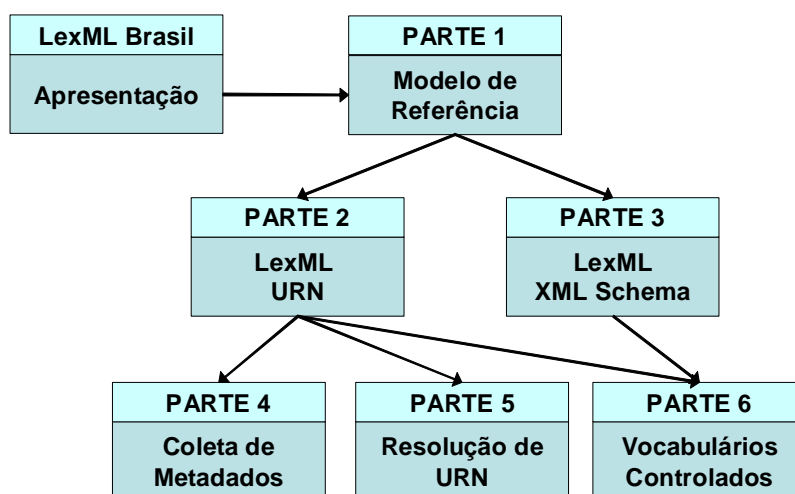 LexML Brasil
Apresentação
PARTE 1
Modelo de
Referência
PARTE 2
LexML
URN
PARTE 3
LexML
XML Schema
PARTE 4
Coleta de
Metadados
PARTE 5
Resolução de
URN
PARTE 6
Vocabulários
Controlados